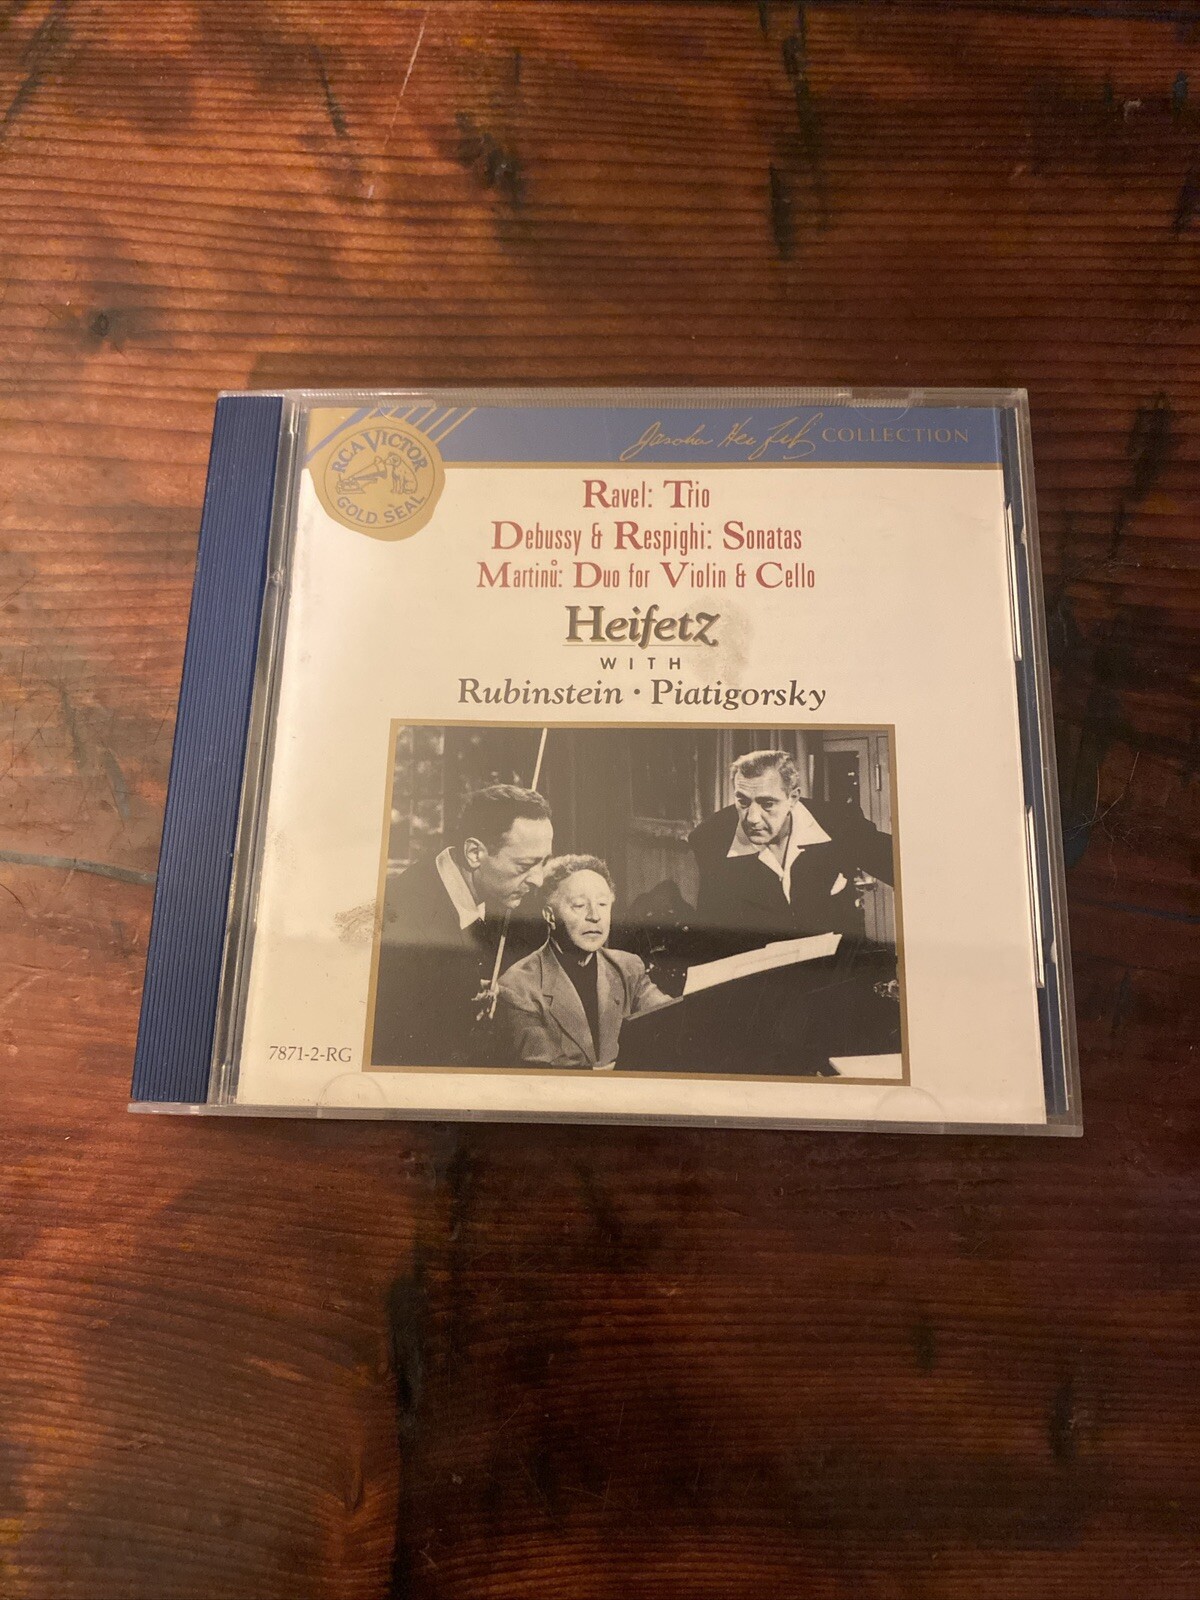 RCA VICTOR
GOLD SEAL
Jascha Heifetz COLLECTION
Ravel: Trio
Debussy & Respighi: Sonatas
Martinů: Duo for Violin & Cello
Heifetz
WITH
Rubinstein · Piatigorsky
7871-2-RG